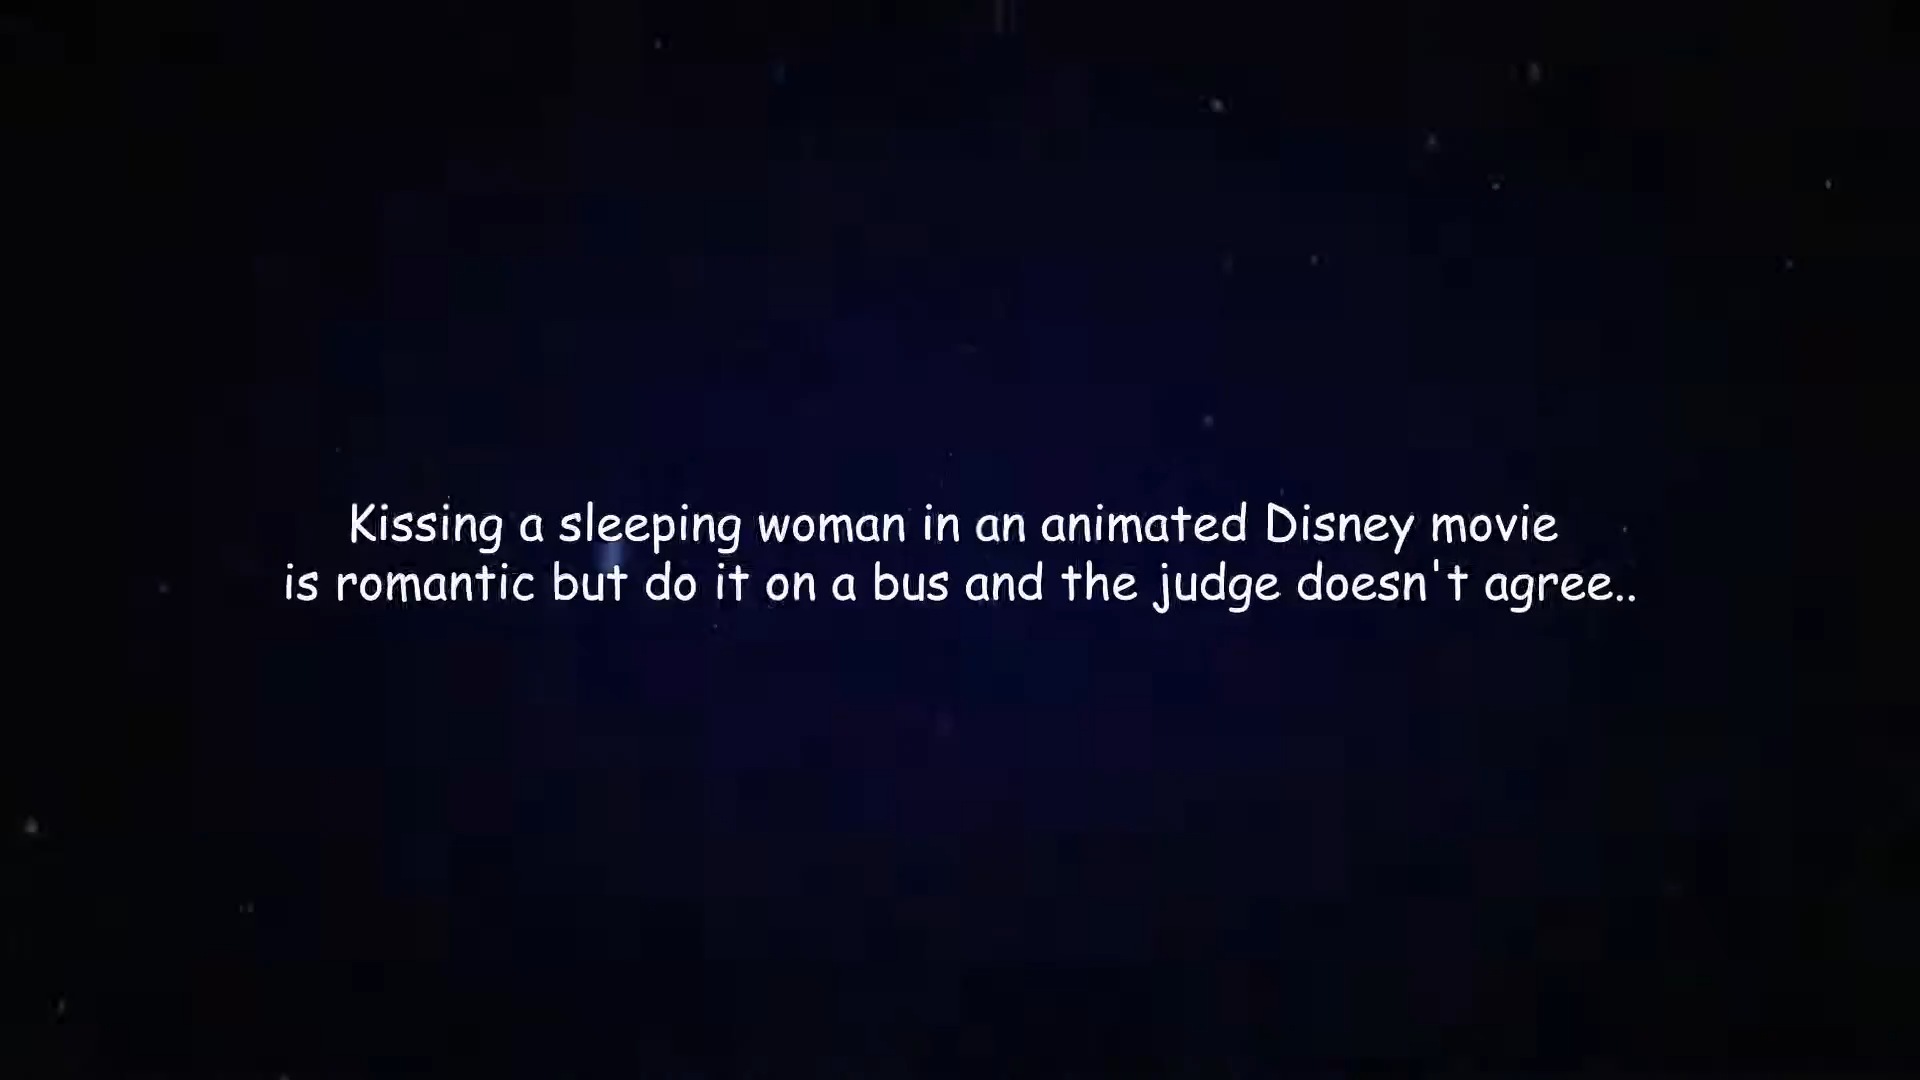 Kissing a sleeping woman in an animated Disney movie
is romantic but do it on a bus and the judge doesn't agree..